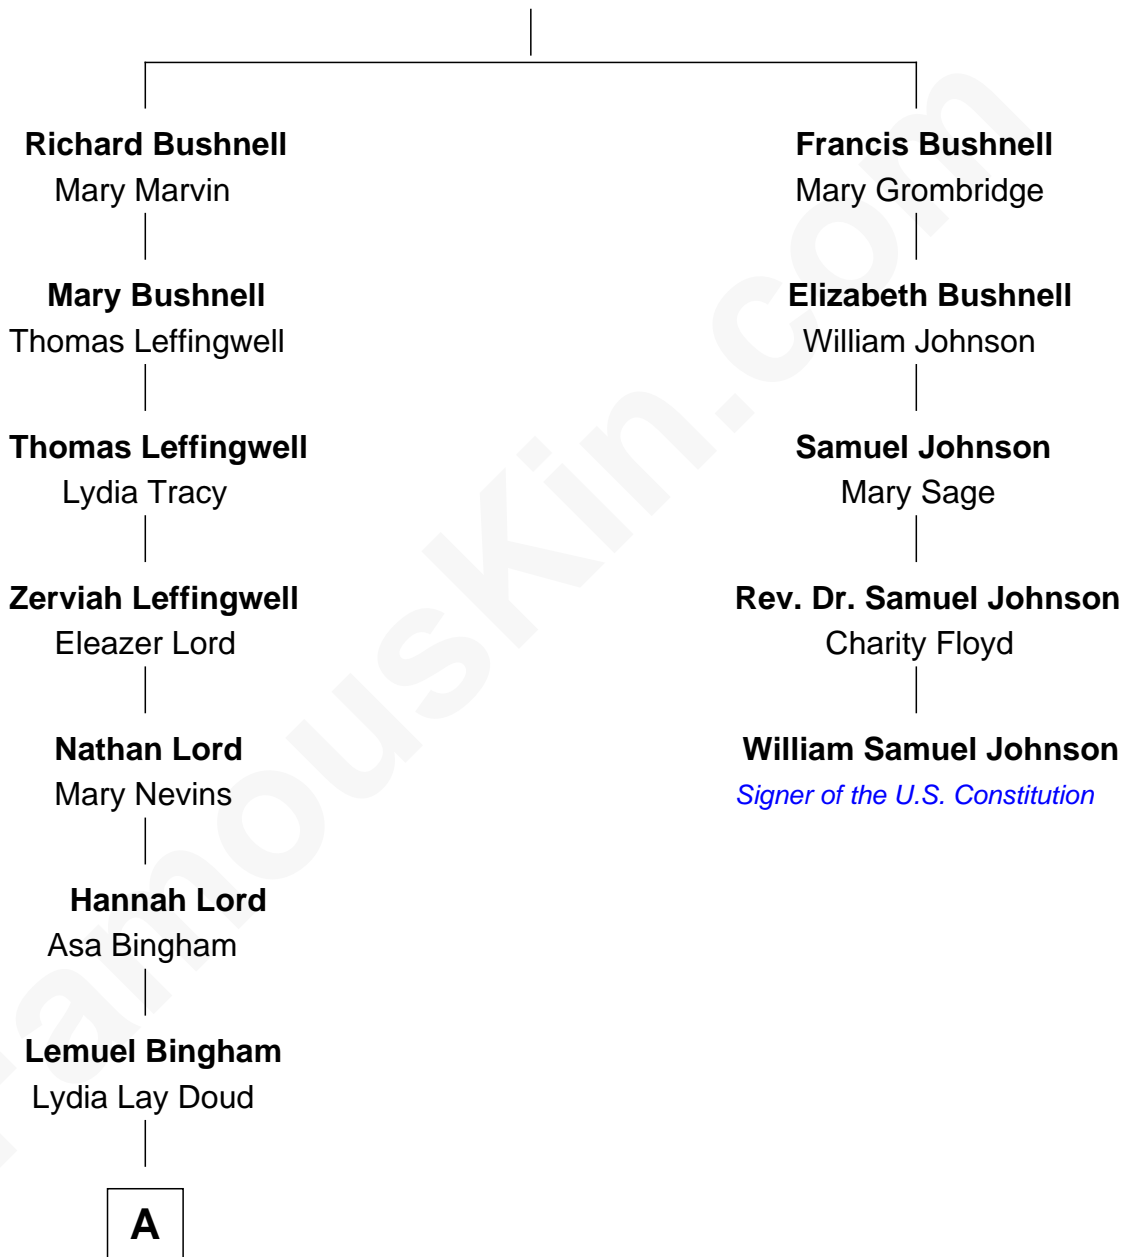 Richard Bushnell
Mary Marvin
Mary Bushnell
Thomas Leffingwell
Thomas Leffingwell
Lydia Tracy
Zerviah Leffingwell
Eleazer Lord
Nathan Lord
Mary Nevins
Hannah Lord
Asa Bingham
Lemuel Bingham
Lydia Lay Doud
A
Francis Bushnell
Mary Grombridge
Elizabeth Bushnell
William Johnson
Samuel Johnson
Mary Sage
Rev. Dr. Samuel Johnson
Charity Floyd
William Samuel Johnson
Signer of the U.S. Constitution
FamousKin.com